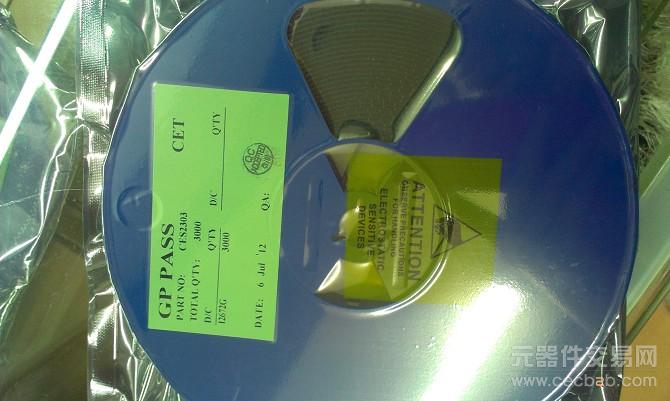 GP PASS
CET
PART NO: CES2303
TOTAL Q'TY: 3000
D/C Q'TY D/C Q'TY
12672G 3000
DATE: 6 Jul '12 QA:
QC
ATTENTION
OBSERVE PRECAUTIONS
FOR HANDLING
ELECTROSTATIC
SENSITIVE
DEVICES
元器件交易网
www.cecbab.com